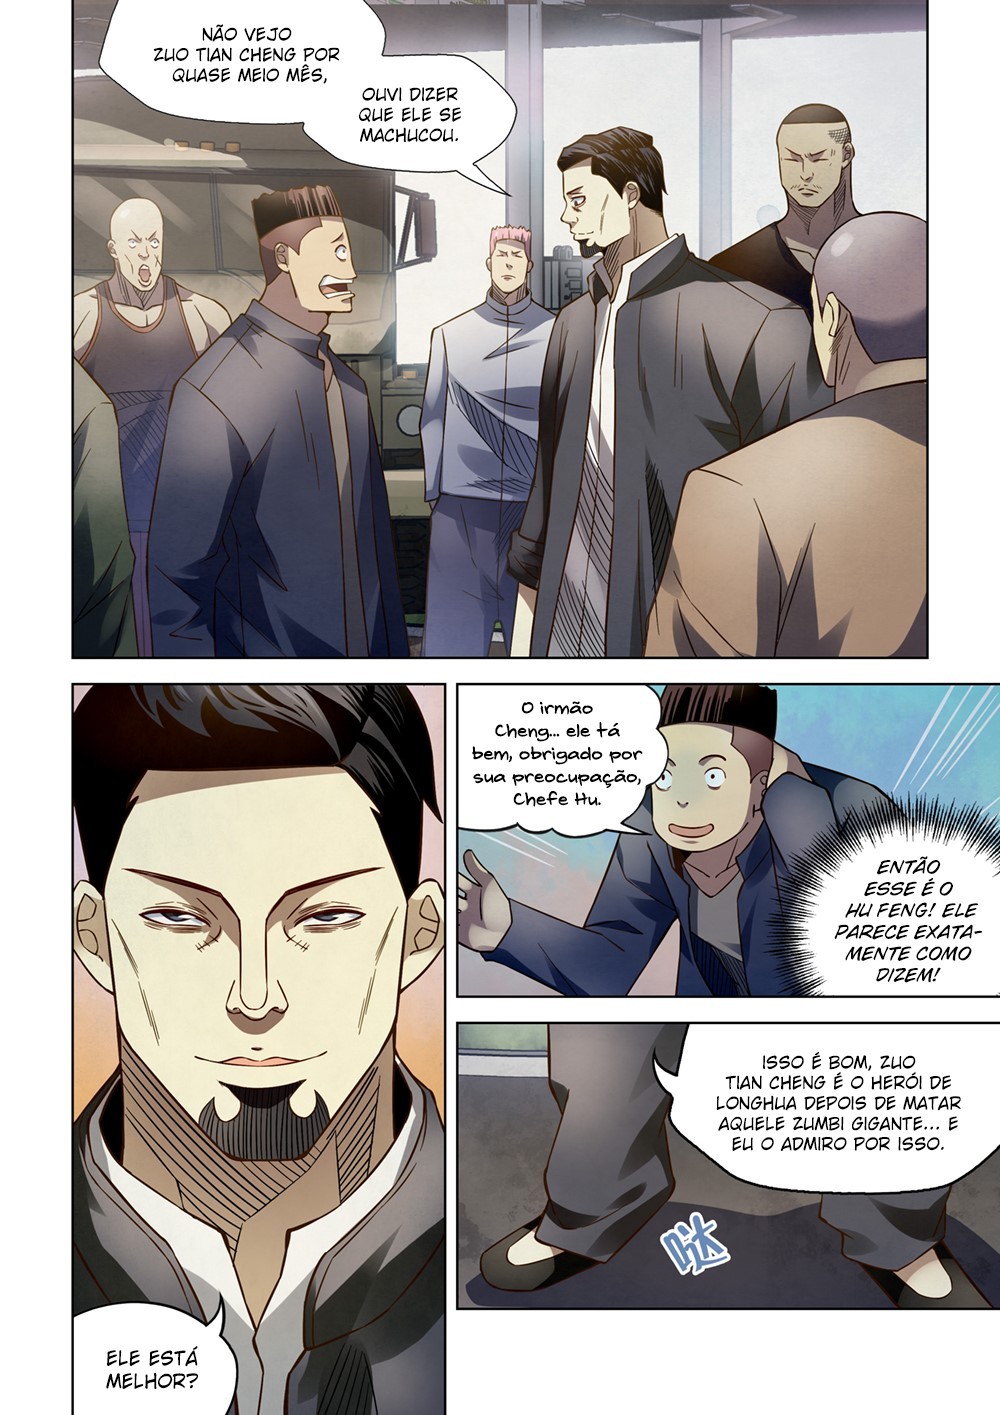 NÃO VEJO
ZUO TIAN CHENG POR
QUASE MEIO MÊS,
OUVI DIZER
QUE ELE SE
MACHUCOU.
ELE ESTÁ
MELHOR?
O irmão
Cheng... ele tá
bem, obrigado por
sua preocupação,
Chefe Hu.
ENTÃO
ESSE É O
HU FENG! ELE
PARECE EXATA-
MENTE COMO
DIZEM!
ISSO É BOM, ZUO
TIAN CHENG É O HERÓI DE
LONGHUA DEPOIS DE MATAR
AQUELE ZUMBI GIGANTE... E
EU O ADMIRO POR ISSO.
哒